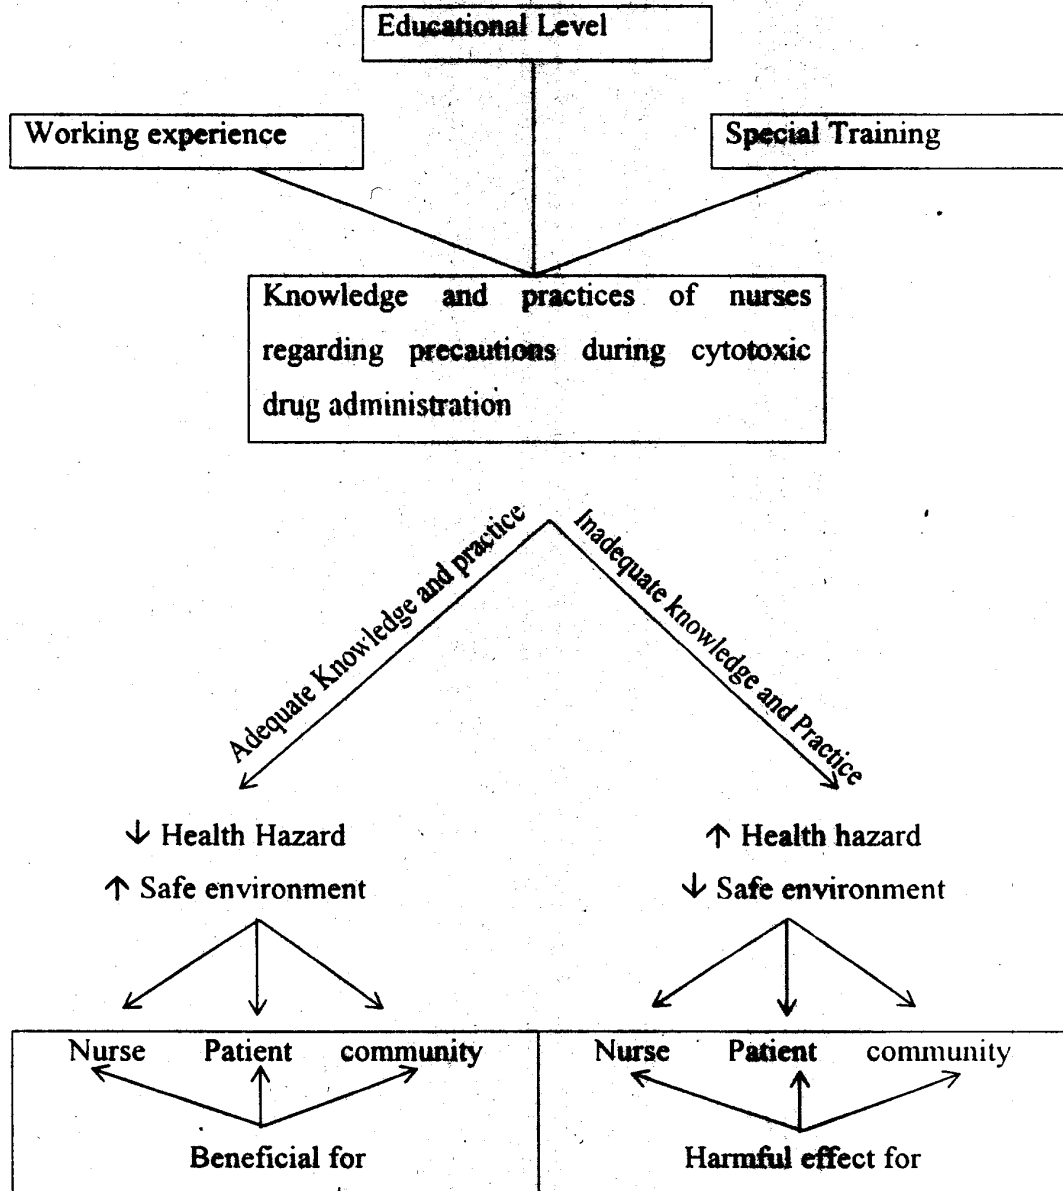 Educational Level
Working experience
Special Training
Knowledge and practices of nurses
regarding precautions during cytotoxic
drug administration
Adequate Knowledge and practice
Inadequate knowledge and Practice
↓ Health Hazard
↑ Safe environment
↑ Health hazard
↓ Safe environment
Nurse Patient community
Nurse Patient community
Beneficial for
Harmful effect for